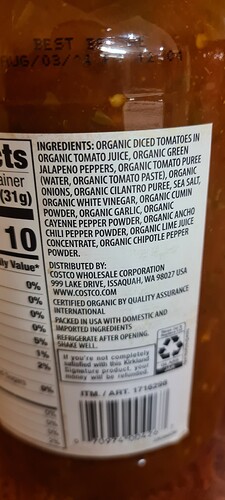 BEST
cts
ainer
(31g)
10
ily Value*
0%
0%
0%
0%
INGREDIENTS: ORGANIC DICED TOMATOES IN
ORGANIC TOMATO JUICE, ORGANIC GREEN
JALAPENO PEPPERS, ORGANIC TOMATO PUREE
(WATER, ORGANIC TOMATO PASTE), ORGANIC
ONIONS, ORGANIC CILANTRO PUREE, SEA SALT,
ORGANIC WHITE VINEGAR, ORGANIC CUMIN
POWDER, ORGANIC GARLIC, ORGANIC
CAYENNE PEPPER POWDER, ORGANIC ANCHO
CHILI PEPPER POWDER, ORGANIC LIME JUICE
CONCENTRATE, ORGANIC CHIPOTLE PEPPER
POWDER.
DISTRIBUTED BY:
COSTCO WHOLESALE CORPORATION
999 LAKE DRIVE, ISSAQUAH, WA 98027 USA
WWW.COSTCO.COM
CERTIFIED ORGANIC BY QUALITY ASSURANCE
INTERNATIONAL
PACKED IN USA WITH DOMESTIC AND
IMPORTED INGREDIENTS
REFRIGERATE AFTER OPENING.
SHAKE WELL.
If you're not completely
satisfied with this Kirkland
Signature product, your
money will be refunded.
ITM. / ART.